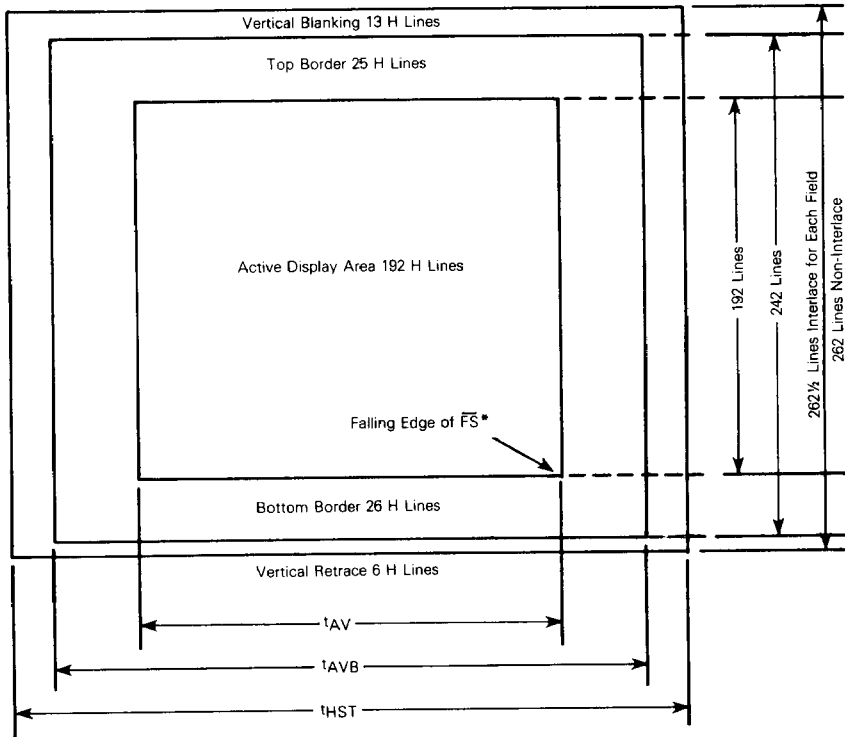 Vertical Blanking 13 H Lines
Top Border 25 H Lines
Active Display Area 192 H Lines
192 Lines
242 Lines
262½ Lines Interlace for Each Field
262 Lines Non-Interlace
Falling Edge of F̅S̅*
Bottom Border 26 H Lines
Vertical Retrace 6 H Lines
tAV
tAVB
tHST